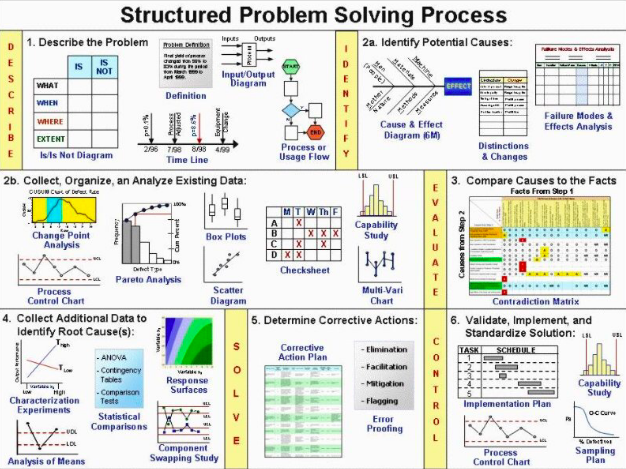 Structured Problem Solving Process
DESCRIBE
1. Describe the Problem
IS
IS NOT
WHAT
WHEN
WHERE
EXTENT
Is/Is Not Diagram
Problem Definition
Definition
Inputs
Outputs
Process
Input/Output
Diagram
p=0.5%
Process
Adjusted
p=8.6%
Equipment
Change
2/98 7/98 8/98 4/99
Time Line
START
END
Process or
Usage Flow
IDENTIFY
2a. Identify Potential Causes:
Materials
Machine
Mother
Nature
Methods
EFFECT
Cause & Effect
Diagram (6M)
Distinctions
& Changes
Failure Modes & Effects Analysis
Failure Modes &
Effects Analysis
2b. Collect, Organize, an Analyze Existing Data:
CUSUM Chart of Defect Rate
Change Point
Analysis
UCL
LCL
Process
Control Chart
Frequency
100%
Cum Percent
Defect Type
Pareto Analysis
Box Plots
Scatter
Diagram
M T W Th F
A X
B X X X
C X X
D X X
Checksheet
LSL USL
Capability
Study
Multi-Vari
Chart
EVALUATE
3. Compare Causes to the Facts
Facts From Step 1
Causes from Step 2
Contradiction Matrix
4. Collect Additional Data to
Identify Root Cause(s):
T High
T Low
Low High
Characterization
Experiments
UDL
LDL
Analysis of Means
- ANOVA
- Contingency
Tables
- Comparison
Tests
Statistical
Comparisons
Response
Surfaces
Component
Swapping Study
SOLVE
5. Determine Corrective Actions:
Corrective
Action Plan
- Elimination
- Facilitation
- Mitigation
- Flagging
Error
Proofing
CONTROL
6. Validate, Implement, and
Standardize Solution:
TASK SCHEDULE
1
2
3
4
5
Implementation Plan
LSL USL
Capability
Study
UCL
LCL
Process
Control Chart
O-C Curve
Pa
% Defectives
Sampling
Plan